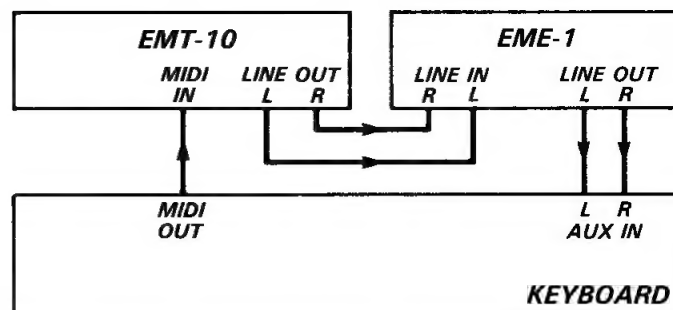 EMT-10
MIDI IN
LINE OUT
L R
EME-1
LINE IN
R L
LINE OUT
L R
MIDI OUT
L R
AUX IN
KEYBOARD